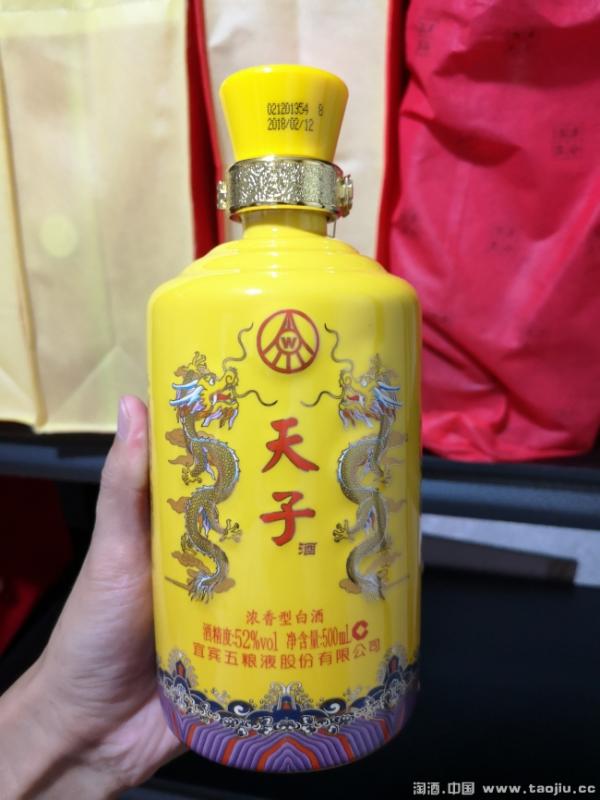 021201354 8
2018/02/12
W
天子酒
浓香型白酒
酒精度:52%vol 净含量:500mL
宜宾五粮液股份有限公司
淘酒.中国 www.taojiu.cc